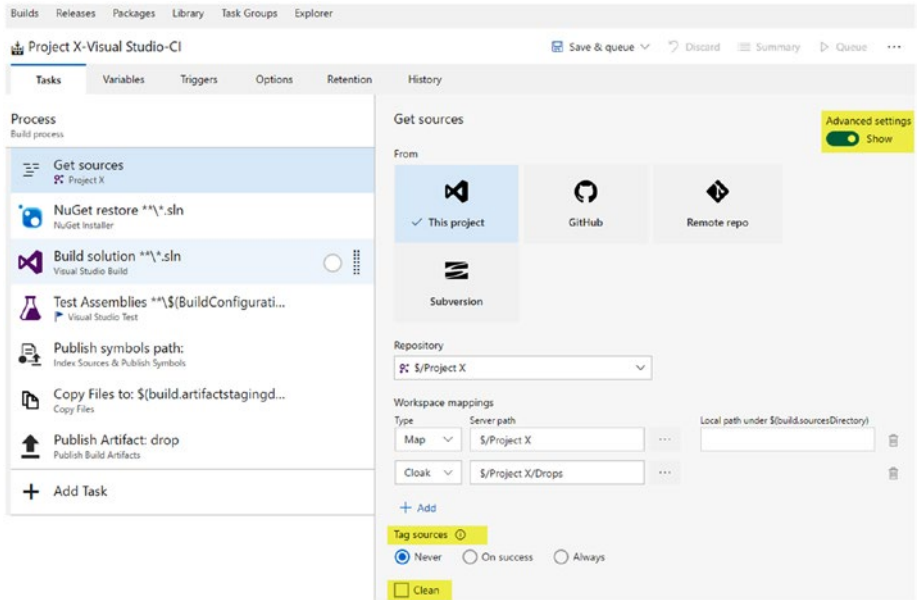 Builds Releases Packages Library Task Groups Explorer
Project X-Visual Studio-CI
Save & queue Discard Summary Queue ...
Tasks Variables Triggers Options Retention History
Process
Build process
Get sources
Project X
NuGet restore **\*.sln
NuGet Installer
Build solution **\*.sln
Visual Studio Build
Test Assemblies **\$(BuildConfigurati...
Visual Studio Test
Publish symbols path:
Index Sources & Publish Symbols
Copy Files to: $(build.artifactstagingd...
Copy Files
Publish Artifact: drop
Publish Build Artifacts
Add Task
Get sources
Advanced settings
Show
From
This project GitHub Remote repo
Subversion
Repository
$/Project X
Workspace mappings
Type Server path Local path under $(build.sourcesDirectory)
Map $/Project X ...
Cloak $/Project X/Drops ...
+ Add
Tag sources
Never On success Always
Clean